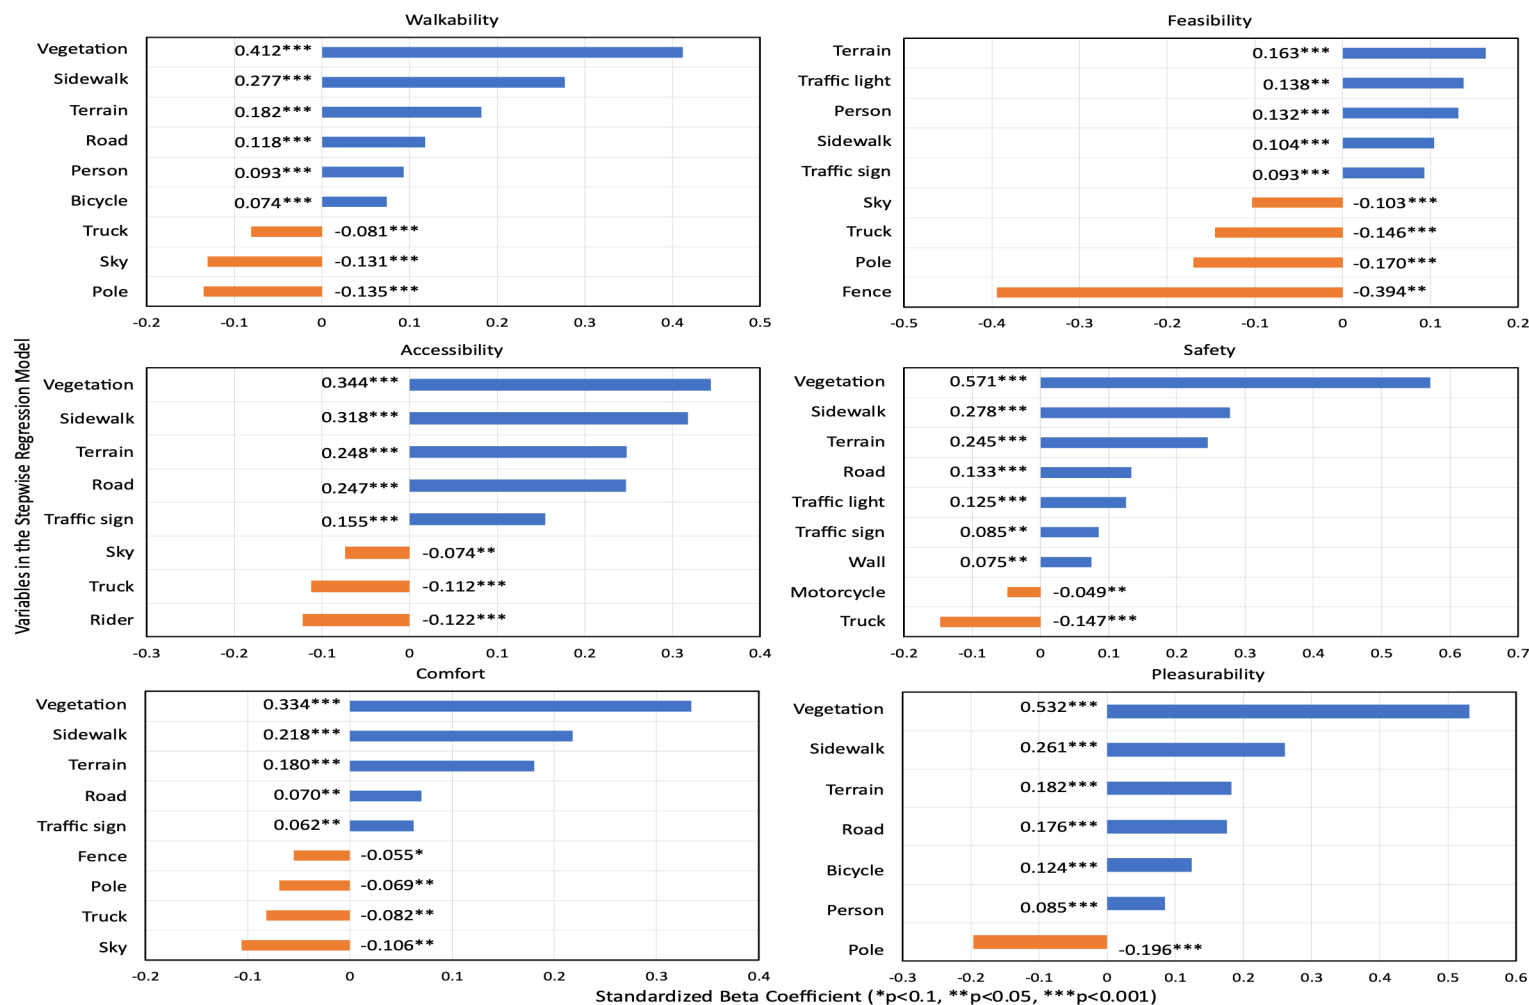 Walkability
Vegetation 0.412***
Sidewalk 0.277***
Terrain 0.182***
Road 0.118***
Person 0.093***
Bicycle 0.074***
Truck -0.081***
Sky -0.131***
Pole -0.135***
-0.2 -0.1 0 0.1 0.2 0.3 0.4 0.5
Feasibility
Terrain 0.163***
Traffic light 0.138**
Person 0.132***
Sidewalk 0.104***
Traffic sign 0.093***
Sky -0.103***
Truck -0.146***
Pole -0.170***
Fence -0.394**
-0.5 -0.4 -0.3 -0.2 -0.1 0 0.1 0.2
Variables in the Stepwise Regression Model
Accessibility
Vegetation 0.344***
Sidewalk 0.318***
Terrain 0.248***
Road 0.247***
Traffic sign 0.155***
Sky -0.074**
Truck -0.112***
Rider -0.122***
-0.3 -0.2 -0.1 0 0.1 0.2 0.3 0.4
Safety
Vegetation 0.571***
Sidewalk 0.278***
Terrain 0.245***
Road 0.133***
Traffic light 0.125***
Traffic sign 0.085**
Wall 0.075**
Motorcycle -0.049**
Truck -0.147***
-0.2 -0.1 0 0.1 0.2 0.3 0.4 0.5 0.6 0.7
Comfort
Vegetation 0.334***
Sidewalk 0.218***
Terrain 0.180***
Road 0.070**
Traffic sign 0.062**
Fence -0.055*
Pole -0.069**
Truck -0.082**
Sky -0.106**
-0.2 -0.1 0 0.1 0.2 0.3 0.4
Pleasurability
Vegetation 0.532***
Sidewalk 0.261***
Terrain 0.182***
Road 0.176***
Bicycle 0.124***
Person 0.085***
Pole -0.196***
-0.3 -0.2 -0.1 0 0.1 0.2 0.3 0.4 0.5 0.6
Standardized Beta Coefficient (*p<0.1, **p<0.05, ***p<0.001)